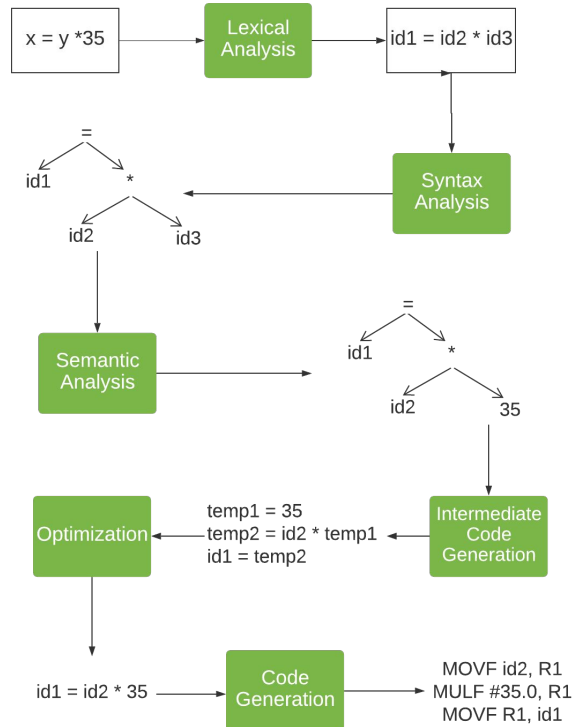 x = y *35
Lexical
Analysis
id1 = id2 * id3
=
id1
*
id2
id3
Syntax
Analysis
Semantic
Analysis
=
id1
*
id2
35
Optimization
temp1 = 35
temp2 = id2 * temp1
id1 = temp2
Intermediate
Code
Generation
id1 = id2 * 35
Code
Generation
MOVF id2, R1
MULF #35.0, R1
MOVF R1, id1